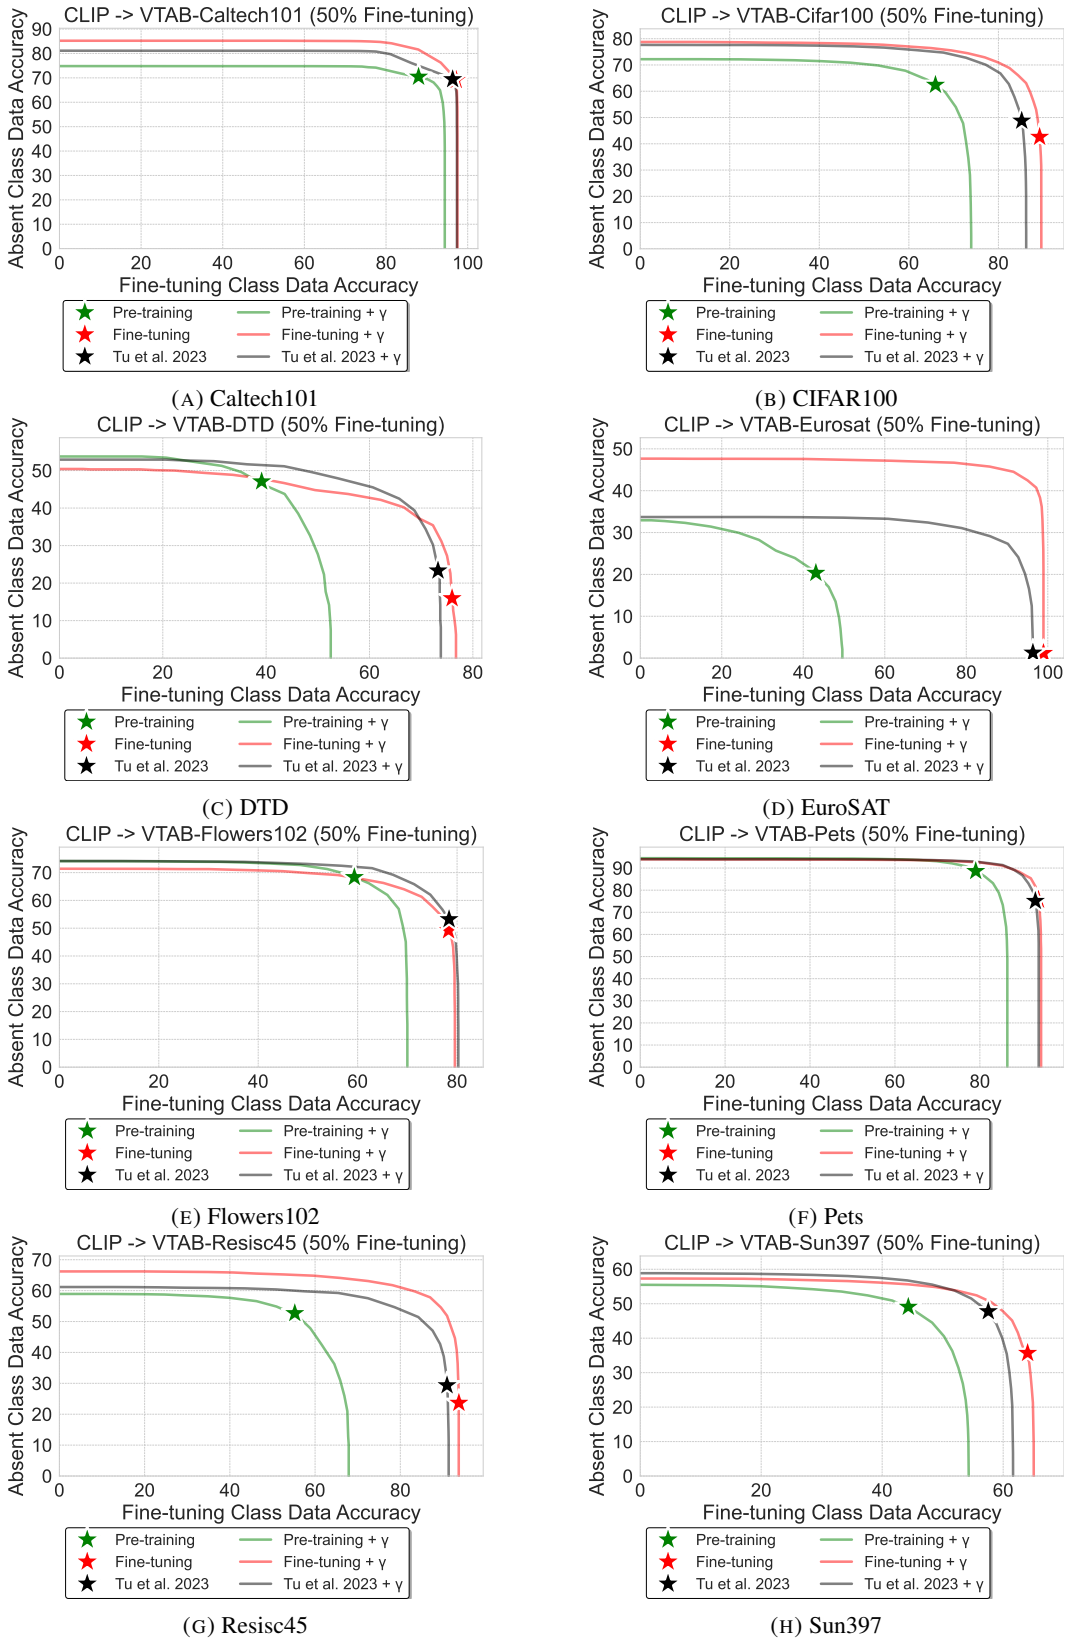 CLIP -> VTAB-Caltech101 (50% Fine-tuning)
Absent Class Data Accuracy
90
80
70
60
50
40
30
20
10
0
0 20 40 60 80 100
Fine-tuning Class Data Accuracy
Pre-training Pre-training + γ
Fine-tuning Fine-tuning + γ
Tu et al. 2023 Tu et al. 2023 + γ
(A) Caltech101
CLIP -> VTAB-Cifar100 (50% Fine-tuning)
Absent Class Data Accuracy
80
70
60
50
40
30
20
10
0
0 20 40 60 80
Fine-tuning Class Data Accuracy
Pre-training Pre-training + γ
Fine-tuning Fine-tuning + γ
Tu et al. 2023 Tu et al. 2023 + γ
(B) CIFAR100
CLIP -> VTAB-DTD (50% Fine-tuning)
Absent Class Data Accuracy
50
40
30
20
10
0
0 20 40 60 80
Fine-tuning Class Data Accuracy
Pre-training Pre-training + γ
Fine-tuning Fine-tuning + γ
Tu et al. 2023 Tu et al. 2023 + γ
(C) DTD
CLIP -> VTAB-Eurosat (50% Fine-tuning)
Absent Class Data Accuracy
50
40
30
20
10
0
0 20 40 60 80 100
Fine-tuning Class Data Accuracy
Pre-training Pre-training + γ
Fine-tuning Fine-tuning + γ
Tu et al. 2023 Tu et al. 2023 + γ
(D) EuroSAT
CLIP -> VTAB-Flowers102 (50% Fine-tuning)
Absent Class Data Accuracy
70
60
50
40
30
20
10
0
0 20 40 60 80
Fine-tuning Class Data Accuracy
Pre-training Pre-training + γ
Fine-tuning Fine-tuning + γ
Tu et al. 2023 Tu et al. 2023 + γ
(E) Flowers102
CLIP -> VTAB-Pets (50% Fine-tuning)
Absent Class Data Accuracy
90
80
70
60
50
40
30
20
10
0
0 20 40 60 80
Fine-tuning Class Data Accuracy
Pre-training Pre-training + γ
Fine-tuning Fine-tuning + γ
Tu et al. 2023 Tu et al. 2023 + γ
(F) Pets
CLIP -> VTAB-Resisc45 (50% Fine-tuning)
Absent Class Data Accuracy
70
60
50
40
30
20
10
0
0 20 40 60 80
Fine-tuning Class Data Accuracy
Pre-training Pre-training + γ
Fine-tuning Fine-tuning + γ
Tu et al. 2023 Tu et al. 2023 + γ
(G) Resisc45
CLIP -> VTAB-Sun397 (50% Fine-tuning)
Absent Class Data Accuracy
60
50
40
30
20
10
0
0 20 40 60
Fine-tuning Class Data Accuracy
Pre-training Pre-training + γ
Fine-tuning Fine-tuning + γ
Tu et al. 2023 Tu et al. 2023 + γ
(H) Sun397